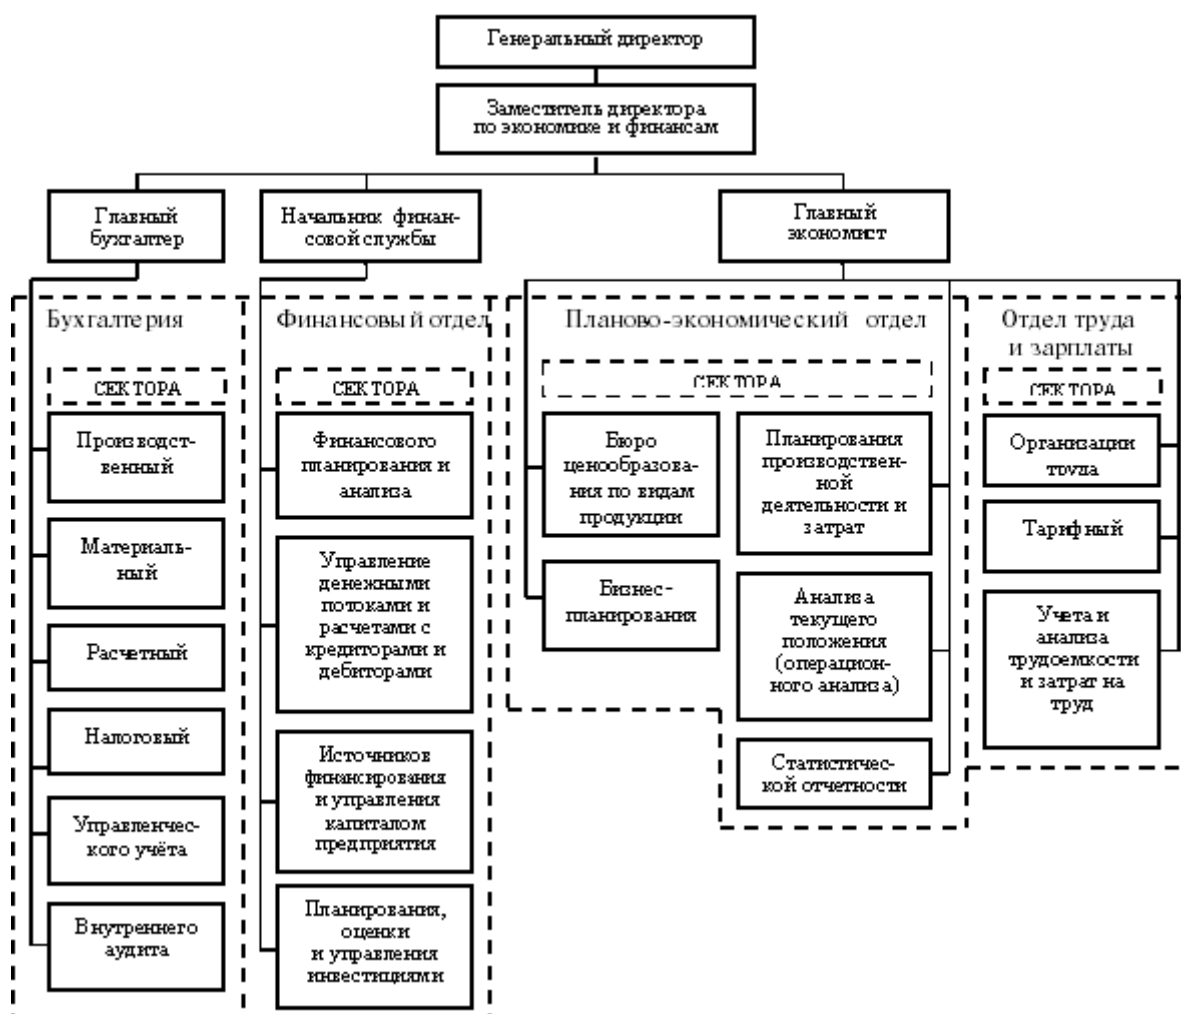 Генеральный директор
Заместитель директора
по экономике и финансам
Главный
бухгалтер
Начальник финан-
совой службы
Главный
экономист
Бухгалтерия
СЕКТОРА
Производст-
венный
Материаль-
ный
Расчетный
Налоговый
Управленчес-
кого учёта
Внутреннего
аудита
Финансовый отдел
СЕКТОРА
Финансового
планирования и
анализа
Управление
денежными
потоками и
расчетами с
кредиторами и
дебиторами
Источников
финансирования
и управления
капиталом
предприятия
Планирования,
оценки
и управления
инвестициями
Планово-экономический отдел
СЕКТОРА
Бюро
ценообразова-
ния по видам
продукции
Бизнес-
планирования
Планирования
производствен-
ной
деятельности и
затрат
Анализа
текущего
положения
(операцион-
ного анализа)
Статистичес-
кой отчетности
Отдел труда
и зарплаты
СЕКТОРА
Организации
труда
Тарифный
Учета и
анализа
трудоемкости
и затрат на
труд